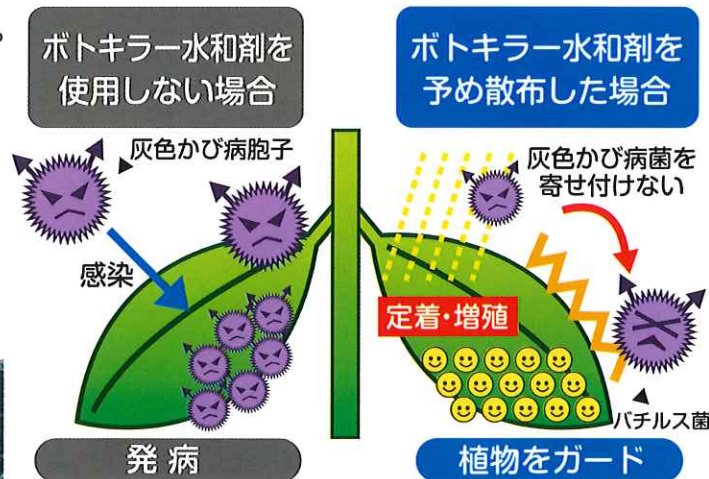 ボトキラー水和剤を
使用しない場合
灰色かび病胞子
感染
発病
ボトキラー水和剤を
予め散布した場合
灰色かび病菌を
寄せ付けない
定着・増殖
バチルス菌
植物をガード